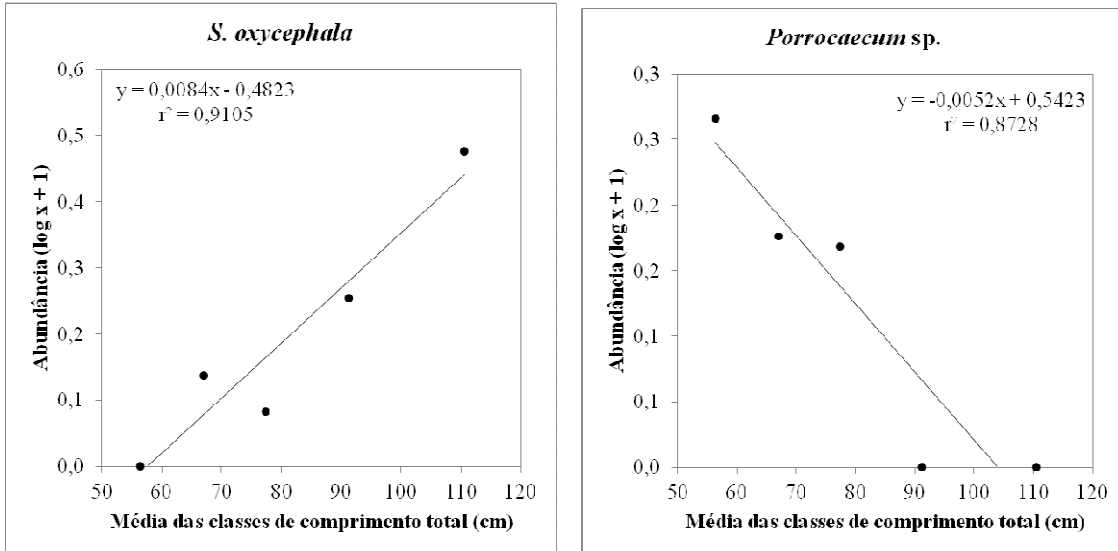 S. oxycephala
y = 0,0084x - 0,4823
r² = 0,9105
Abundância (log x + 1)
0,6
0,5
0,4
0,3
0,2
0,1
0,0
50 60 70 80 90 100 110 120
Média das classes de comprimento total (cm)
Porrocaecum sp.
y = -0,0052x + 0,5423
r² = 0,8728
Abundância (log x + 1)
0,3
0,3
0,2
0,2
0,1
0,1
0,0
50 60 70 80 90 100 110 120
Média das classes de comprimento total (cm)